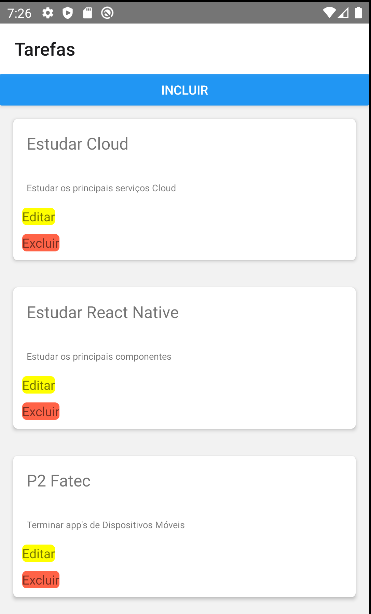 7:26
Tarefas
INCLUIR
Estudar Cloud
Estudar os principais serviços Cloud
Editar
Excluir
Estudar React Native
Estudar os principais componentes
Editar
Excluir
P2 Fatec
Terminar app's de Dispositivos Móveis
Editar
Excluir